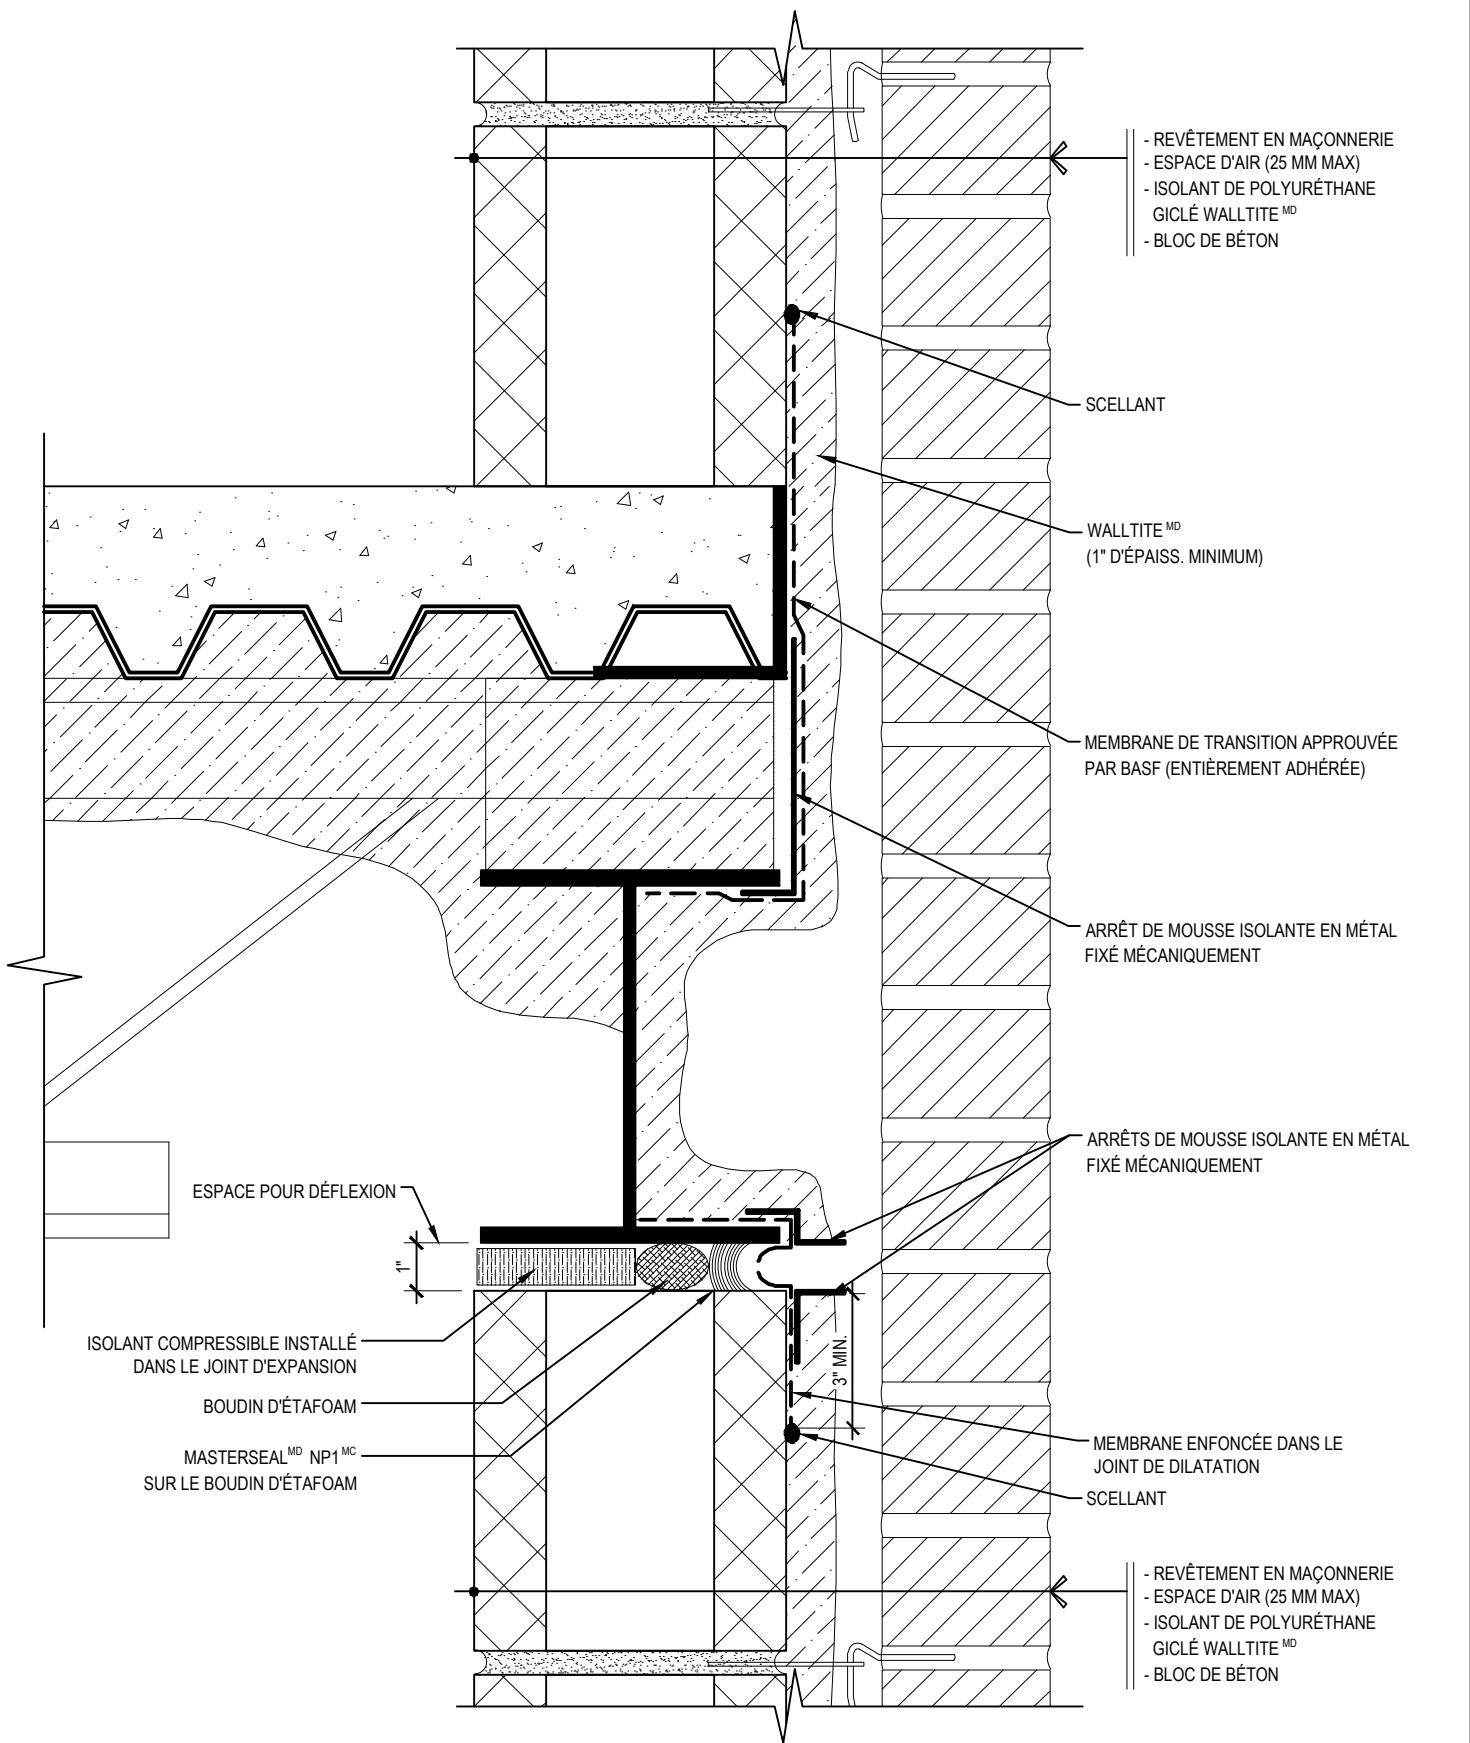 - REVÊTEMENT EN MAÇONNERIE
- ESPACE D'AIR (25 MM MAX)
- ISOLANT DE POLYURÉTHANE
GICLÉ WALLTITE MD
- BLOC DE BÉTON
SCELLANT
WALLTITE MD
(1" D'ÉPAISS. MINIMUM)
MEMBRANE DE TRANSITION APPROUVÉE
PAR BASF (ENTIÈREMENT ADHÉRÉE)
ARRÊT DE MOUSSE ISOLANTE EN MÉTAL
FIXÉ MÉCANIQUEMENT
ARRÊTS DE MOUSSE ISOLANTE EN MÉTAL
FIXÉ MÉCANIQUEMENT
ESPACE POUR DÉFLEXION
1"
ISOLANT COMPRESSIBLE INSTALLÉ
DANS LE JOINT D'EXPANSION
BOUDIN D'ÉTAFOAM
MASTERSEAL MD NP1 MC
SUR LE BOUDIN D'ÉTAFOAM
3" MIN.
MEMBRANE ENFONCÉE DANS LE
JOINT DE DILATATION
SCELLANT
- REVÊTEMENT EN MAÇONNERIE
- ESPACE D'AIR (25 MM MAX)
- ISOLANT DE POLYURÉTHANE
GICLÉ WALLTITE MD
- BLOC DE BÉTON